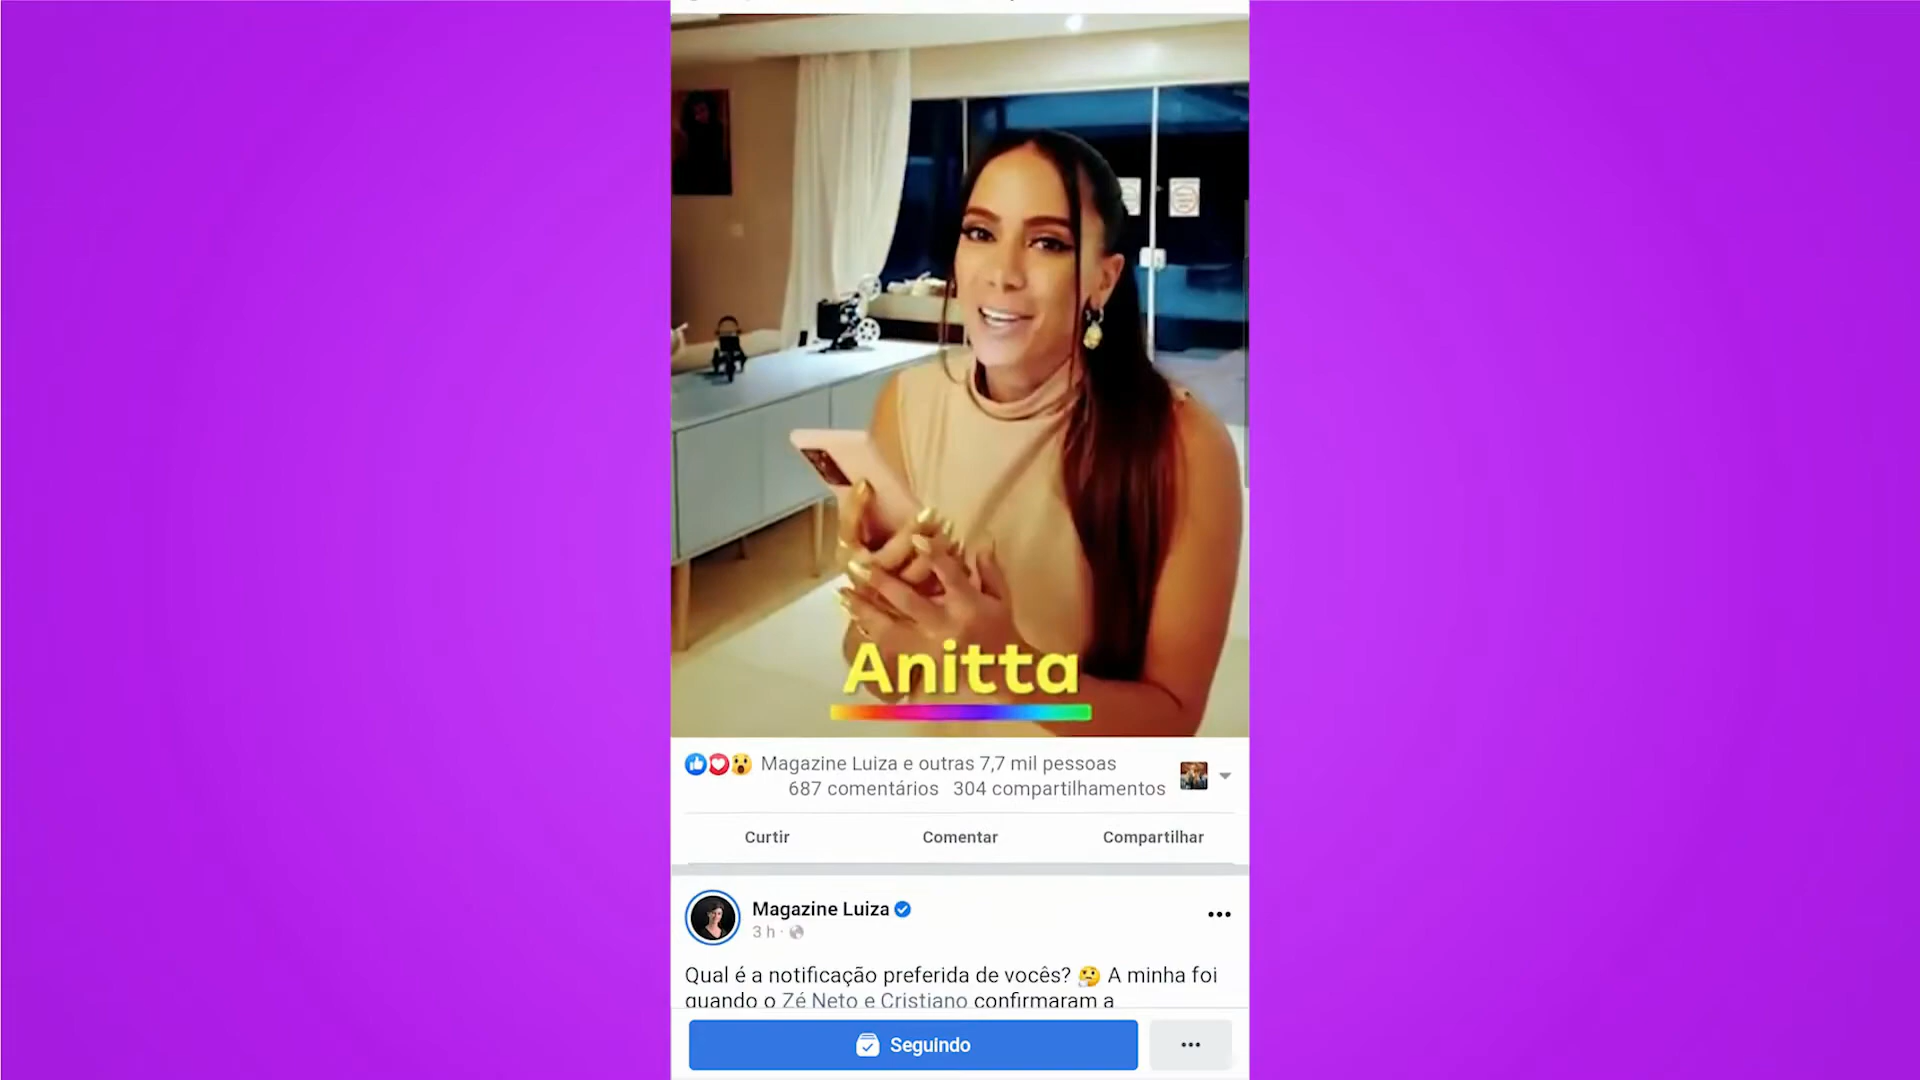 Anitta
Magazine Luiza e outras 7,7 mil pessoas
687 comentários 304 compartilhamentos
Curtir Comentar Compartilhar
Magazine Luiza
3 h ·
Qual é a notificação preferida de vocês? 🤔 A minha foi
quando o Zé Neto e Cristiano confirmaram a
Seguindo